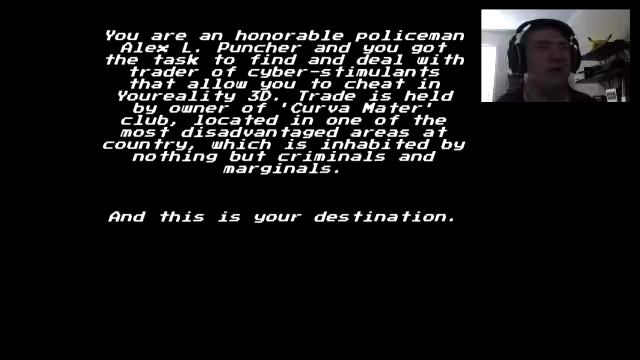 You are an honorable policeman
Alex L. Puncher and you got
the task to find and deal with
trader of cyber-stimulants
that allow you to cheat in
Youreality 3D. Trade is held
by owner of 'Curva Mater'
club, located in one of the
most disadvantaged areas at
country, which is inhabited by
nothing but criminals and
marginals.
And this is your destination.